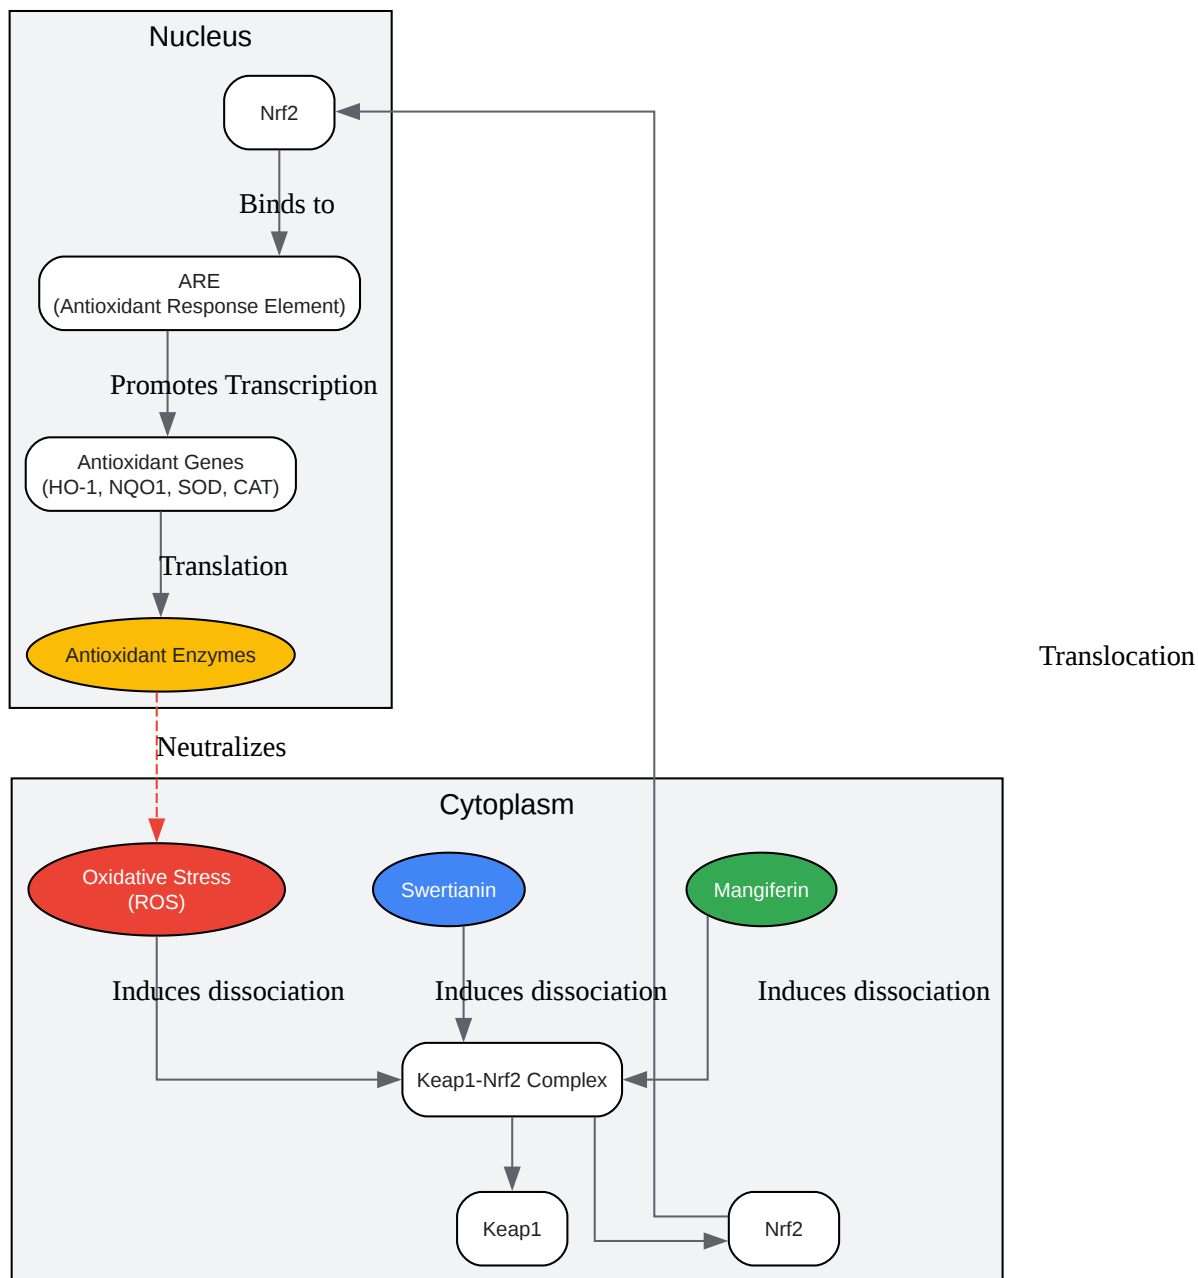 Nucleus
Nrf2
Binds to
ARE
(Antioxidant Response Element)
Promotes Transcription
Antioxidant Genes
(HO-1, NQO1, SOD, CAT)
Translation
Antioxidant Enzymes
Translocation
Neutralizes
Cytoplasm
Oxidative Stress
(ROS)
Swertianin
Mangiferin
Induces dissociation
Induces dissociation
Induces dissociation
Keap1-Nrf2 Complex
Keap1
Nrf2